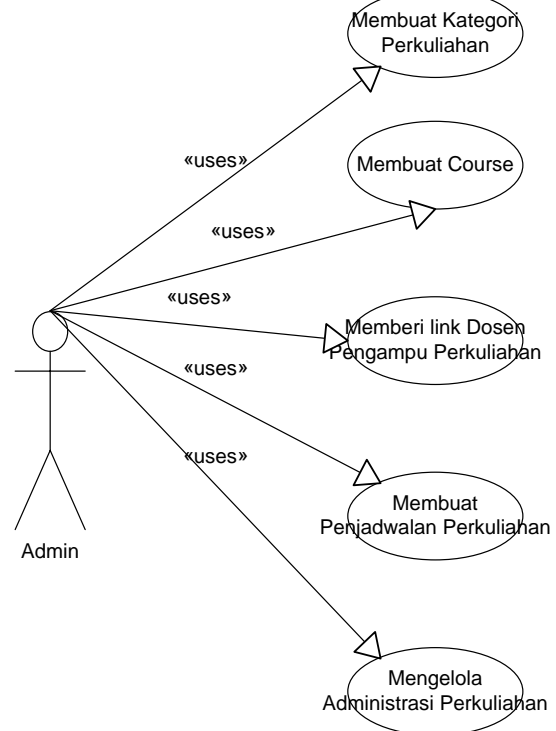 Membuat Kategori
Perkuliahan
«uses»
Membuat Course
«uses»
«uses»
Memberi link Dosen
Pengampu Perkuliahan
«uses»
«uses»
Membuat
Penjadwalan Perkuliahan
Admin
Mengelola
Administrasi Perkuliahan